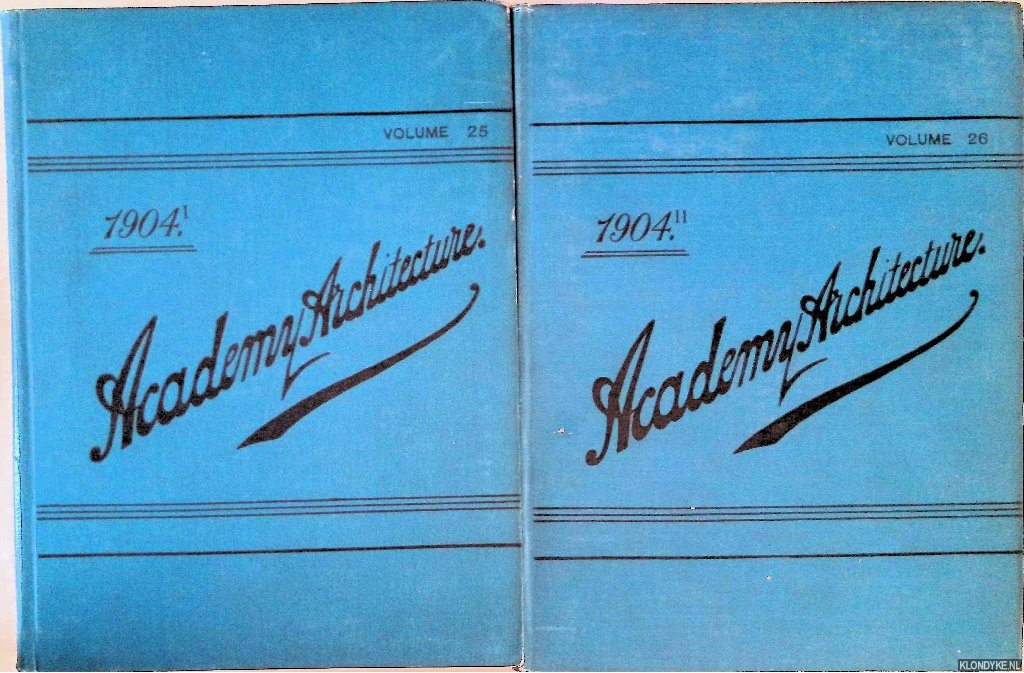 VOLUME 25
1904.I
Academy Architecture.
VOLUME 26
1904.II
Academy Architecture.
KLONDYKE.NL